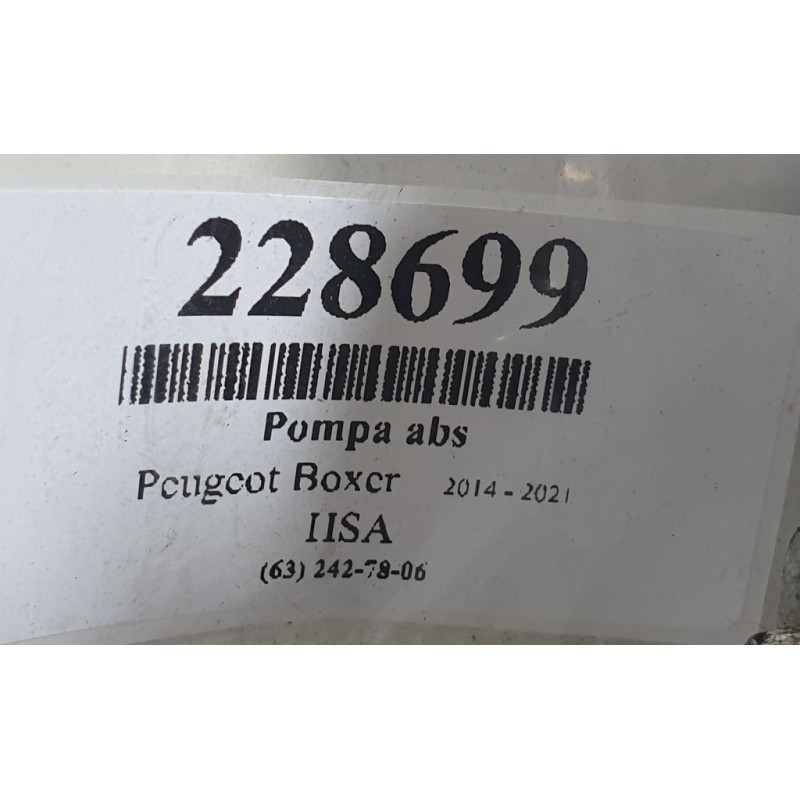 228699
Pompa abs
Peugeot Boxer 2014 - 2021
IISA
(63) 242-78-06